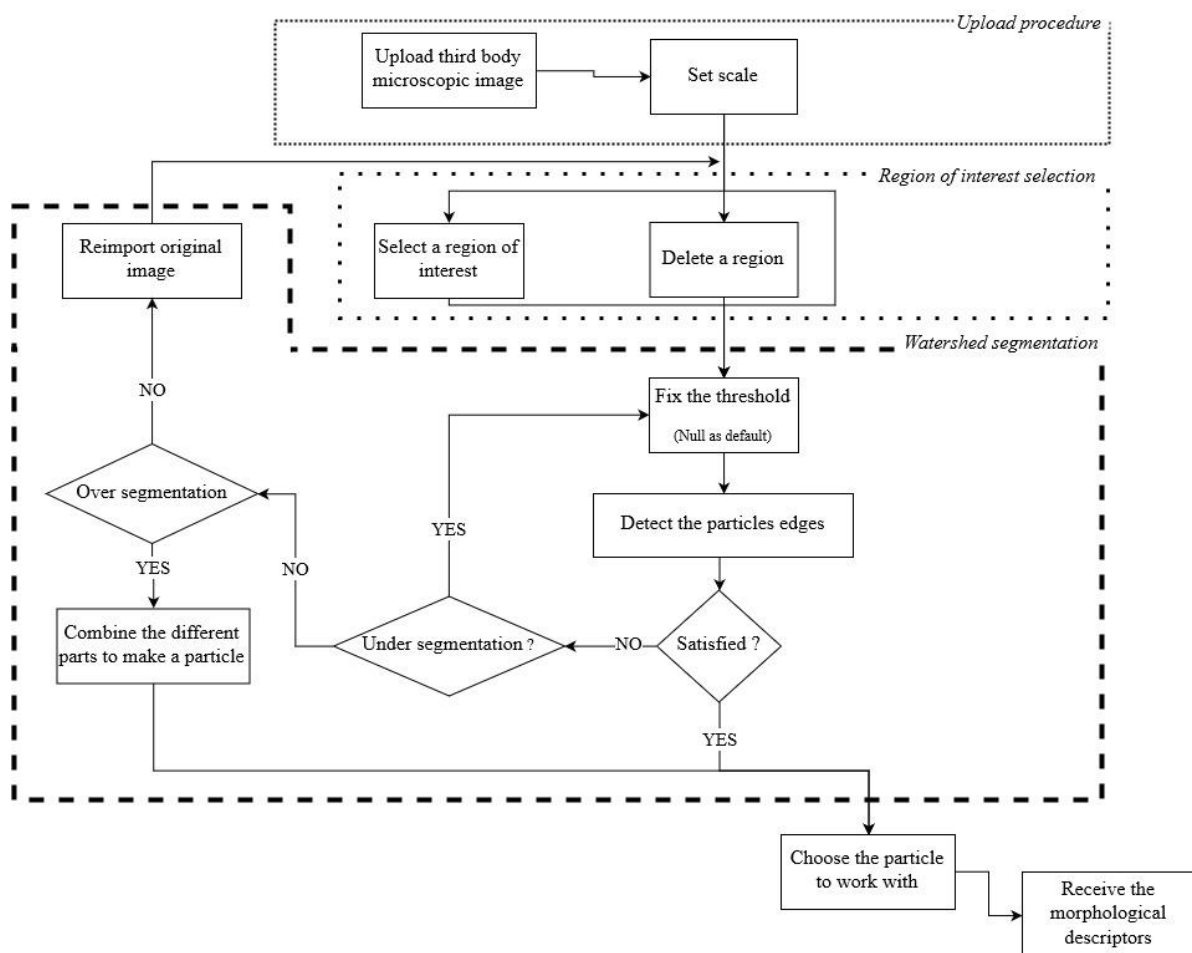 Upload procedure
Upload third body
microscopic image
Set scale
Region of interest selection
Reimport original
image
Select a region of
interest
Delete a region
Watershed segmentation
NO
Fix the threshold
(Null as default)
Over segmentation
Detect the particles edges
YES
YES
NO
Combine the different
parts to make a particle
Under segmentation ?
NO
Satisfied ?
YES
Choose the particle
to work with
Receive the
morphological
descriptors